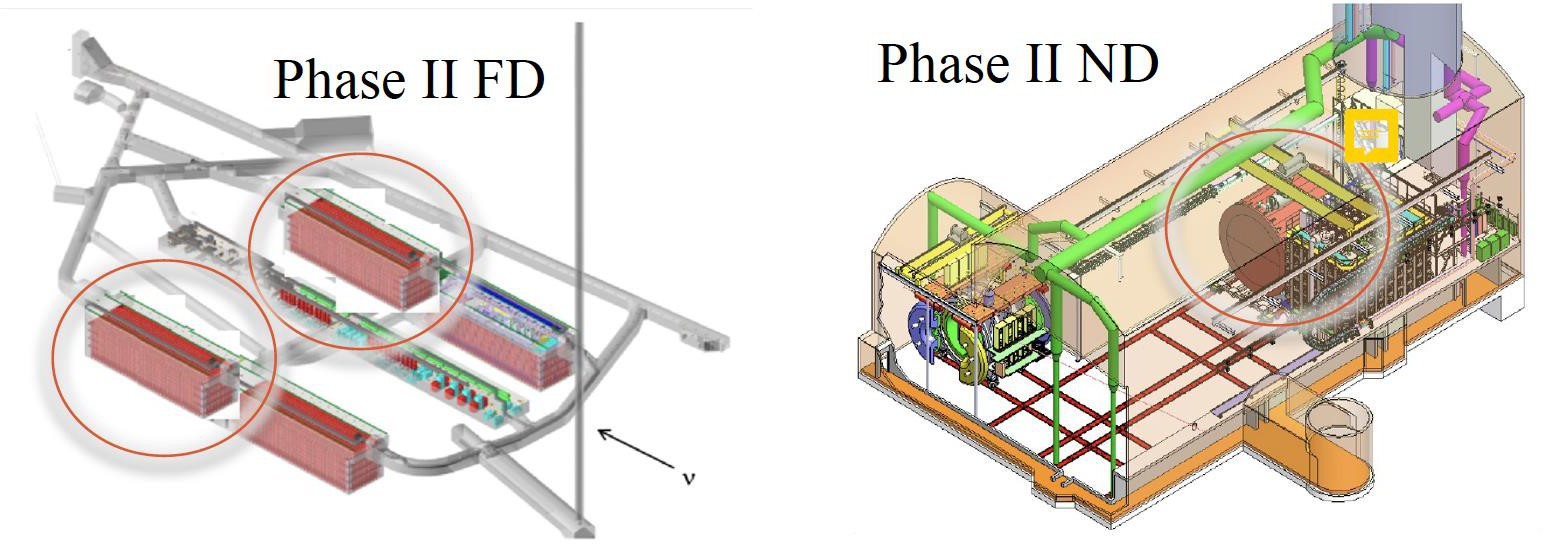 Phase II FD
Phase II ND
ν